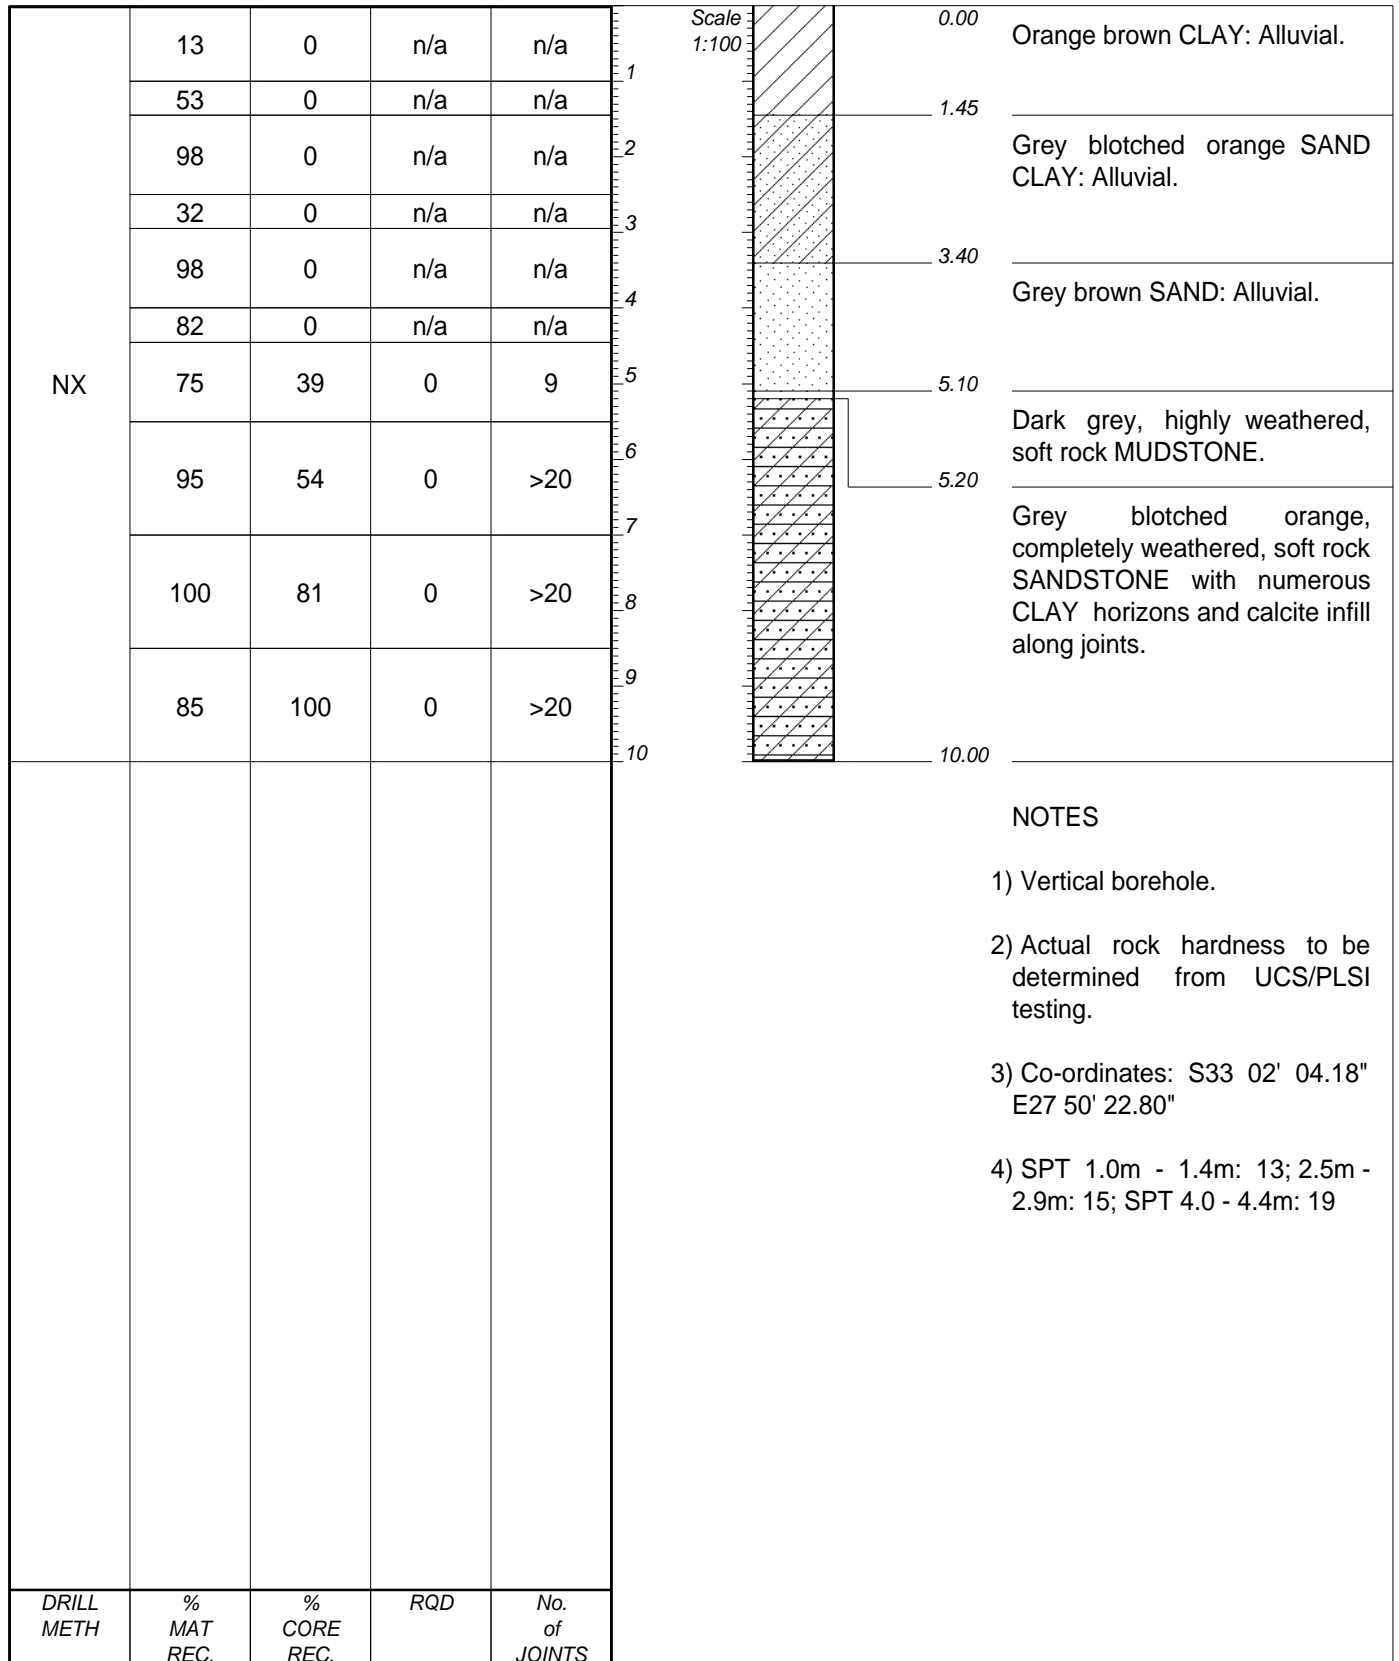 Scale
1:100
13 0 n/a n/a
1
53 0 n/a n/a
98 0 n/a n/a
2
32 0 n/a n/a
3
98 0 n/a n/a
4
82 0 n/a n/a
NX 75 39 0 9
5
95 54 0 >20
6
7
100 81 0 >20
8
85 100 0 >20
9
10
0.00
Orange brown CLAY: Alluvial.
1.45
Grey blotched orange SAND
CLAY: Alluvial.
3.40
Grey brown SAND: Alluvial.
5.10
Dark grey, highly weathered,
soft rock MUDSTONE.
5.20
Grey blotched orange,
completely weathered, soft rock
SANDSTONE with numerous
CLAY horizons and calcite infill
along joints.
10.00
NOTES
1) Vertical borehole.
2) Actual rock hardness to be
determined from UCS/PLSI
testing.
3) Co-ordinates: S33 02' 04.18"
E27 50' 22.80"
4) SPT 1.0m - 1.4m: 13; 2.5m -
2.9m: 15; SPT 4.0 - 4.4m: 19
DRILL
METH
%
MAT
REC.
%
CORE
REC.
RQD
No.
of
JOINTS